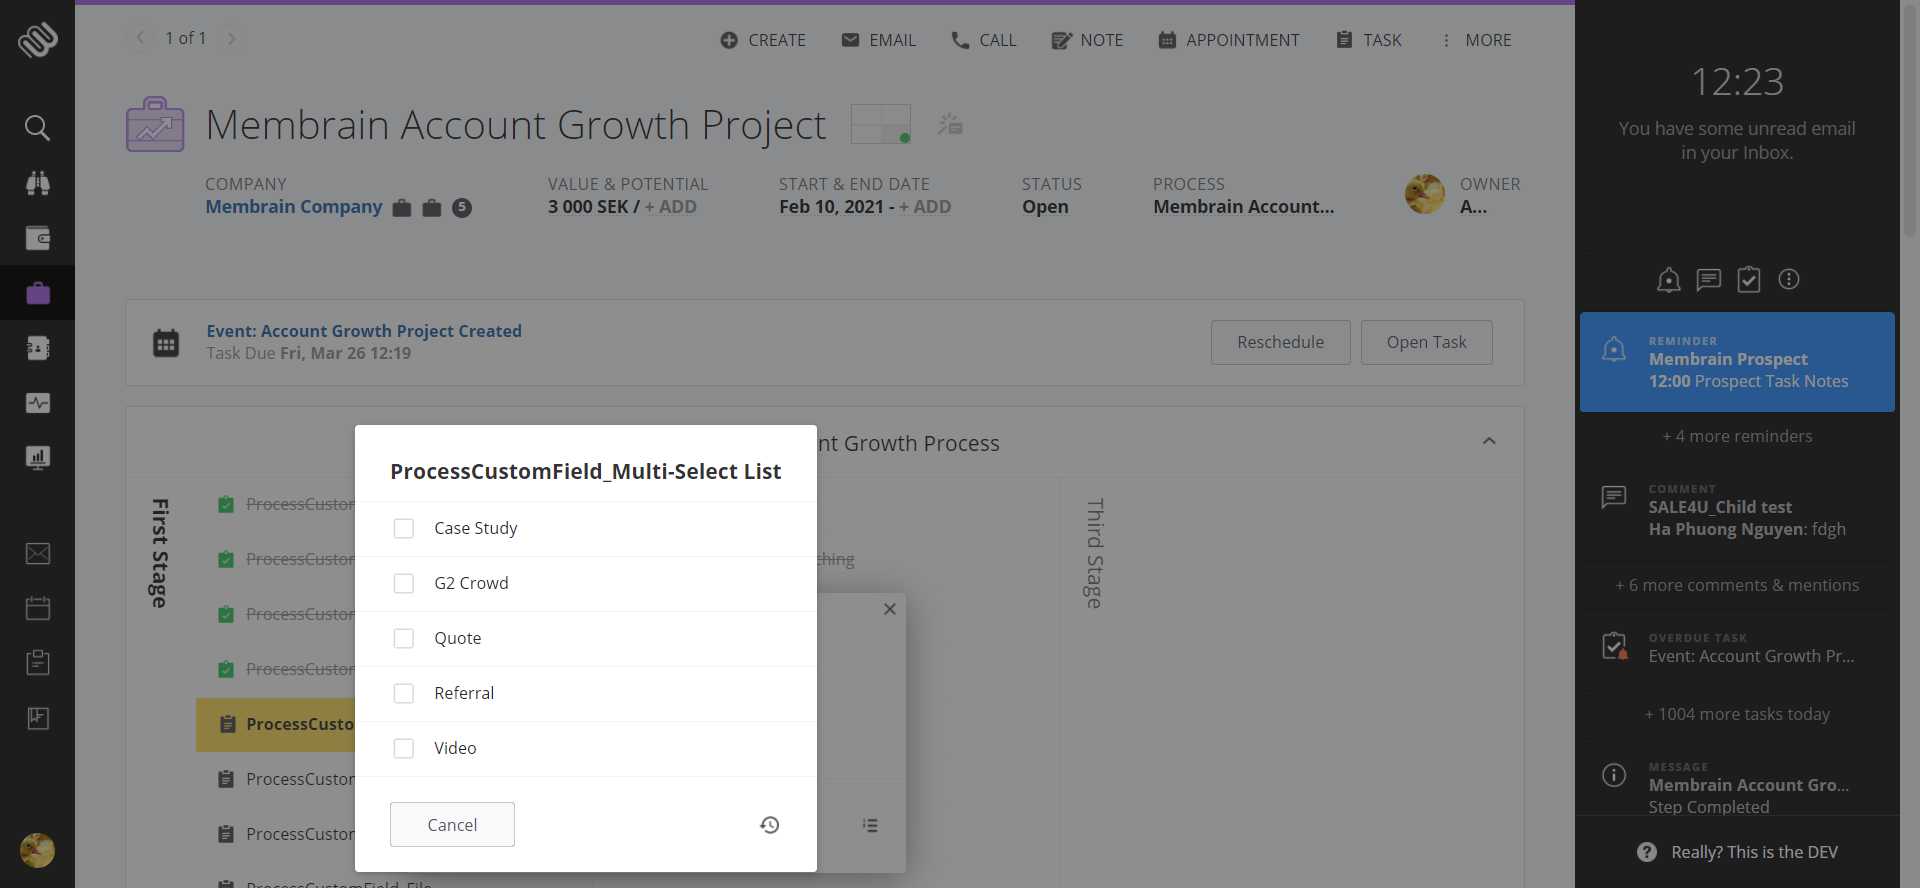 1 of 1
CREATE
EMAIL
CALL
NOTE
APPOINTMENT
TASK
MORE
Membrain Account Growth Project
COMPANY
Membrain Company
5
VALUE & POTENTIAL
3 000 SEK / + ADD
START & END DATE
Feb 10, 2021 - + ADD
STATUS
Open
PROCESS
Membrain Account...
OWNER
A...
Event: Account Growth Project Created
Task Due Fri, Mar 26 12:19
Reschedule
Open Task
nt Growth Process
First Stage
ProcessCustor
ProcessCustor
ProcessCustor
ProcessCustor
ProcessCusto
ProcessCustor
ProcessCustor
ProcessCustomField_File
ching
Third Stage
ProcessCustomField_Multi-Select List
Case Study
G2 Crowd
Quote
Referral
Video
Cancel
12:23
You have some unread email
in your Inbox.
REMINDER
Membrain Prospect
12:00 Prospect Task Notes
+ 4 more reminders
COMMENT
SALE4U_Child test
Ha Phuong Nguyen: fdgh
+ 6 more comments & mentions
OVERDUE TASK
Event: Account Growth Pr...
+ 1004 more tasks today
MESSAGE
Membrain Account Gro...
Step Completed
Really? This is the DEV